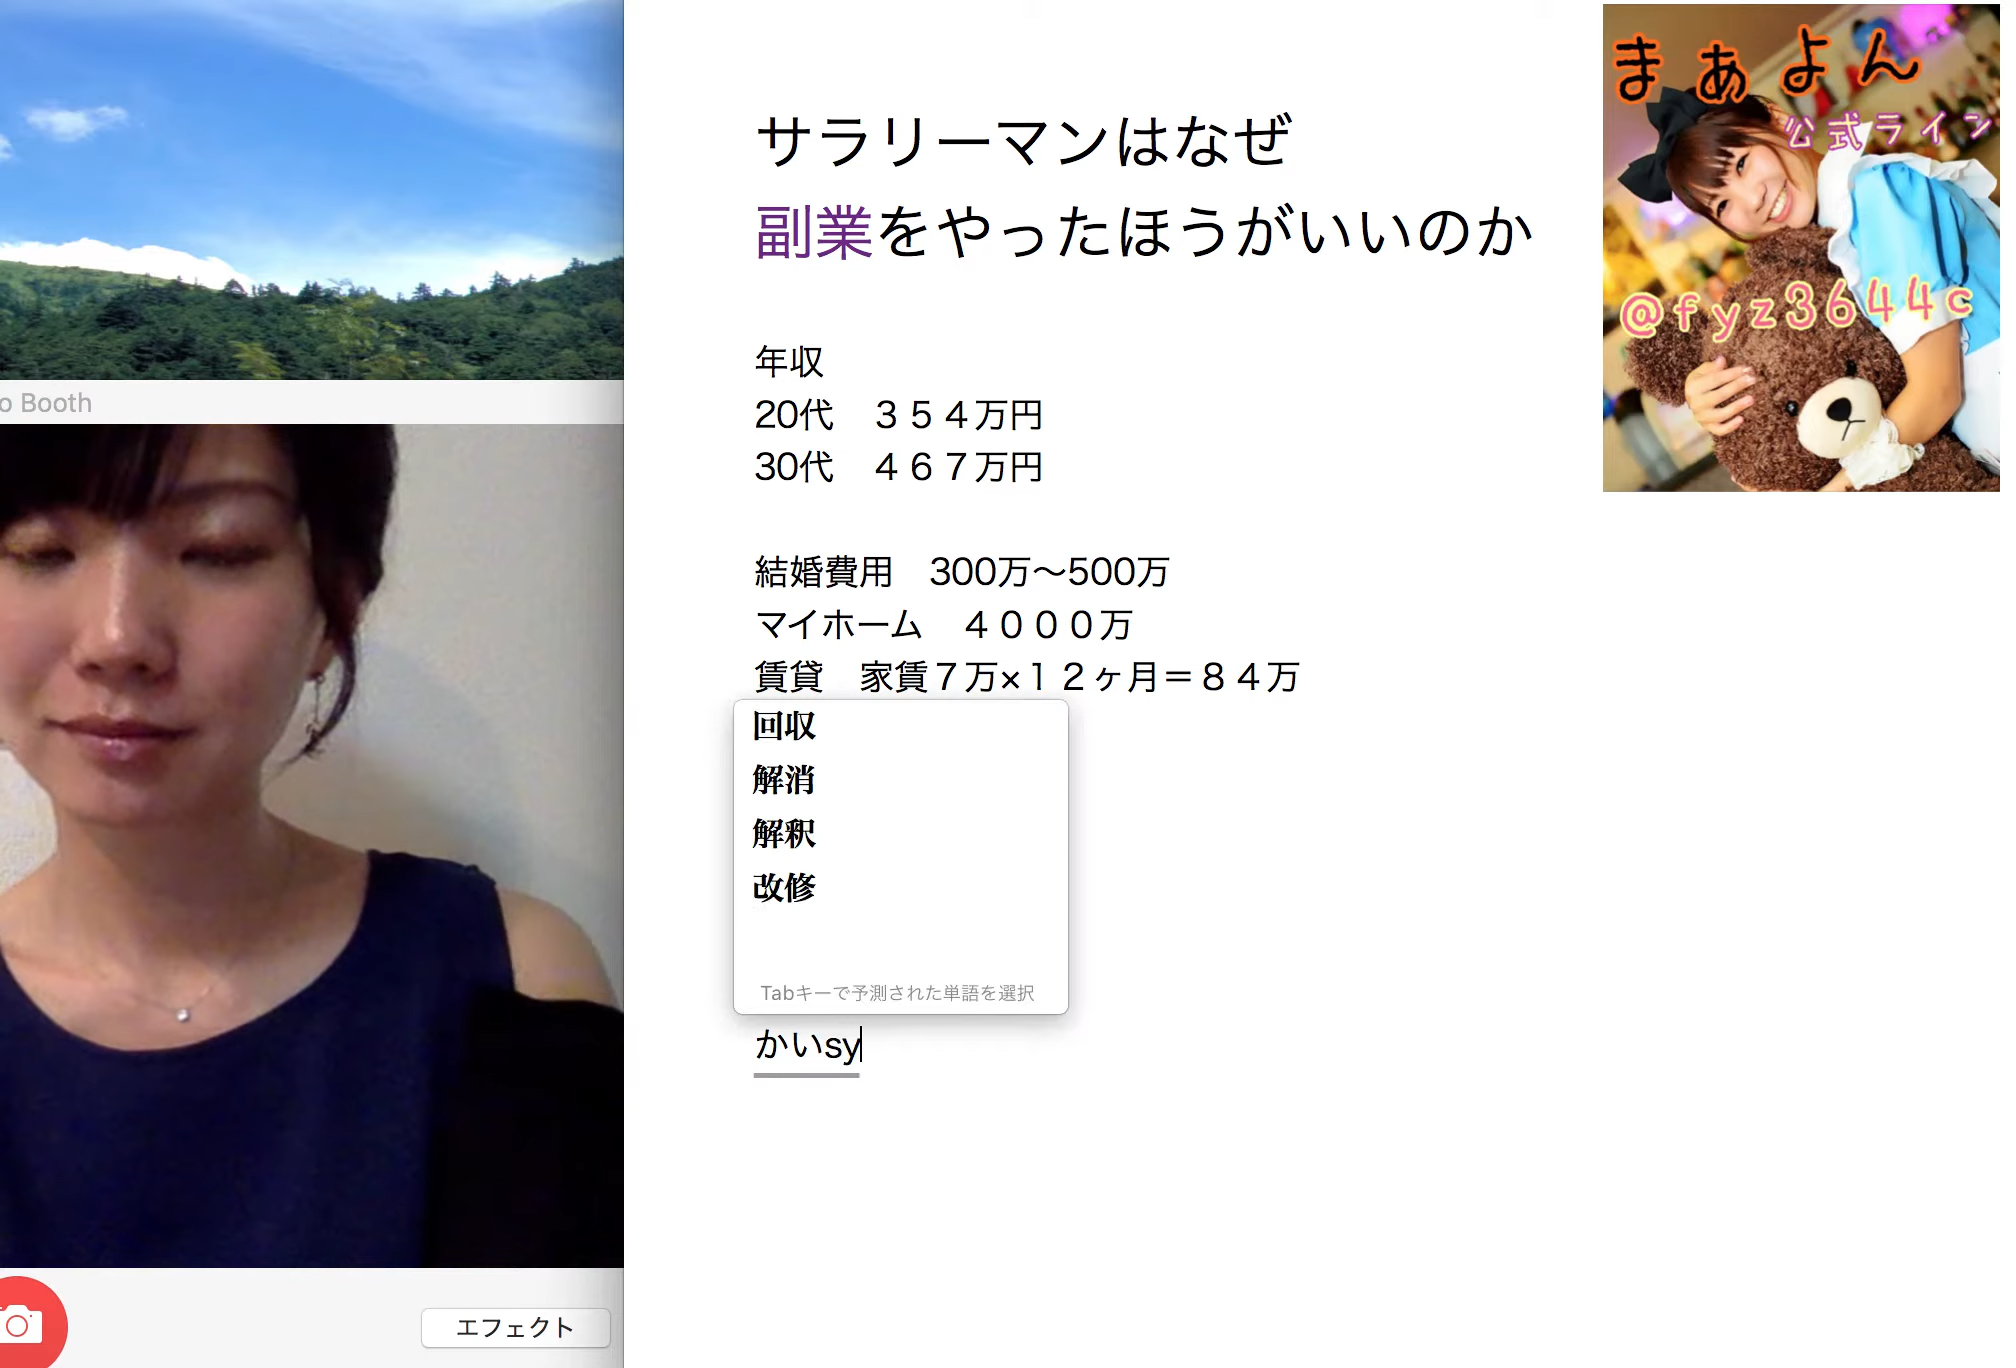 o Booth
エフェクト
サラリーマンはなぜ
副業をやったほうがいいのか
年収
20代　３５４万円
30代　４６７万円
結婚費用　300万〜500万
マイホーム　４０００万
賃貸　家賃７万×１２ヶ月＝８４万
回収
解消
解釈
改修
Tabキーで予測された単語を選択
かいsy
まぁよん
公式ライン
@fyz3644c